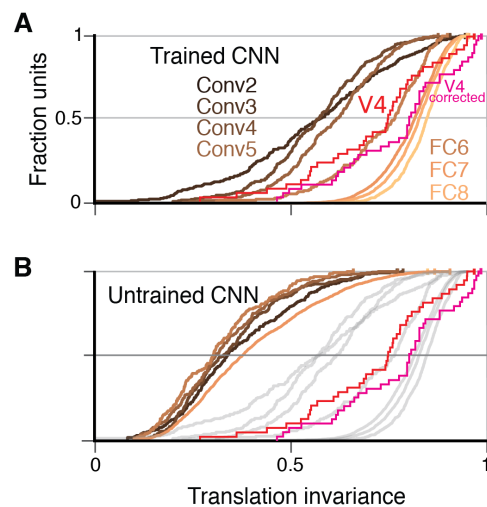 A
1
Trained CNN
Conv2
Conv3
Conv4
Conv5
V4
V4
corrected
0.5
Fraction units
FC6
FC7
FC8
0
B
Untrained CNN
0
0.5
1
Translation invariance